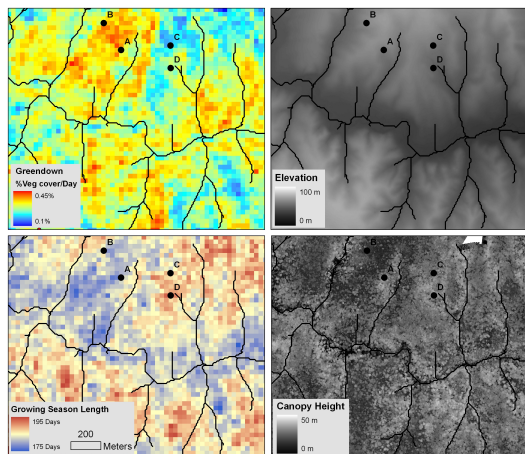 B
A
C
D
Greendown
%Veg cover/Day
0.45%
0.1%
B
A
C
D
Elevation
100 m
0 m
B
A
C
D
Growing Season Length
195 Days
175 Days
200
Meters
B
A
C
D
Canopy Height
50 m
0 m